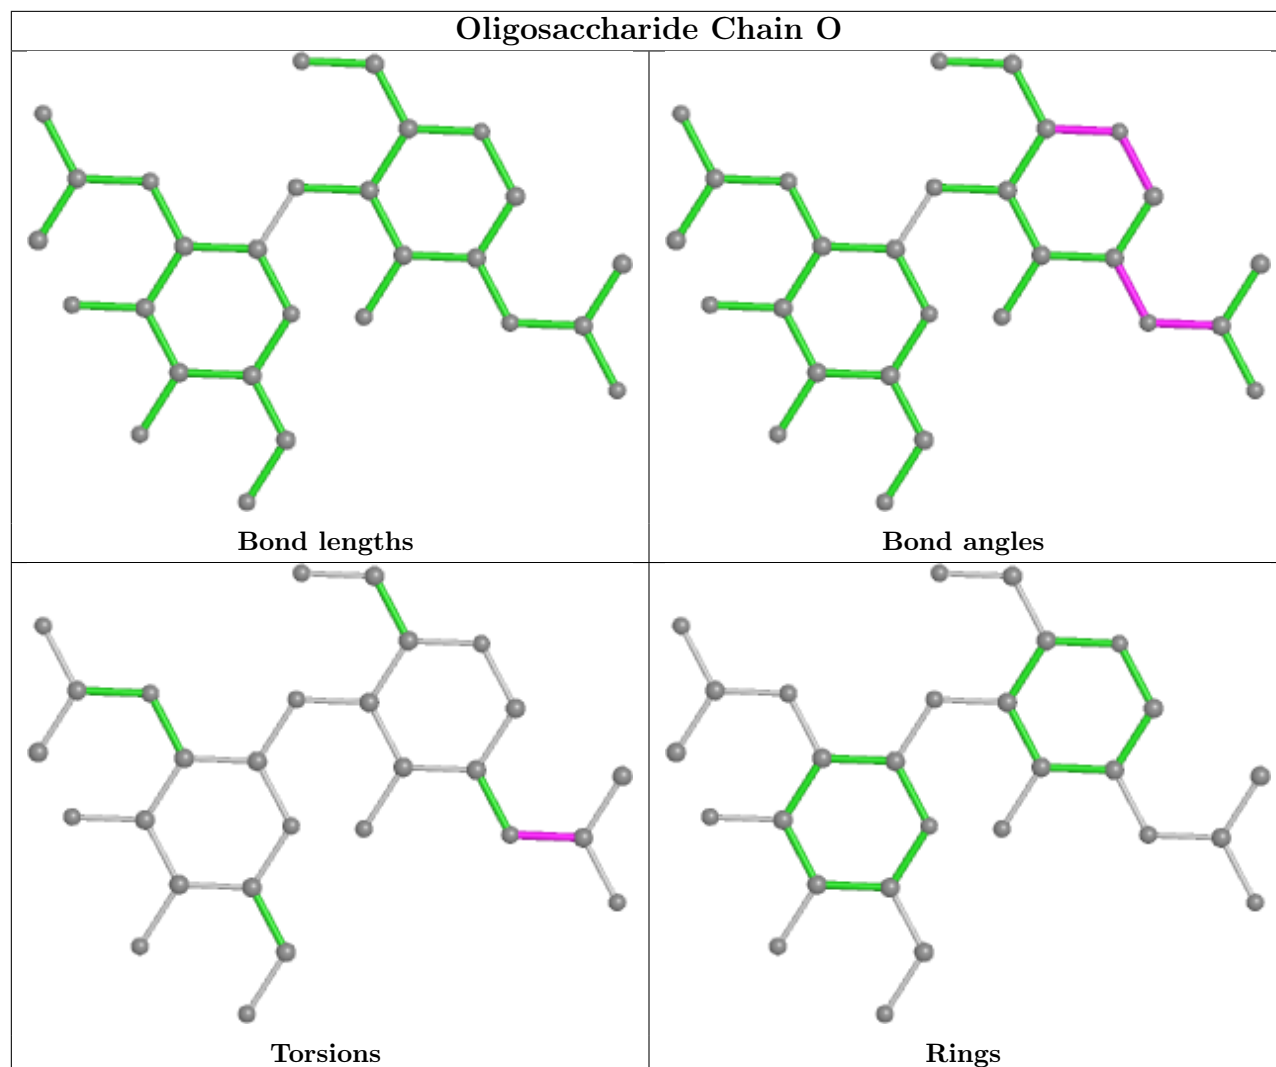 Oligosaccharide Chain O
Bond lengths
Bond angles
Torsions
Rings